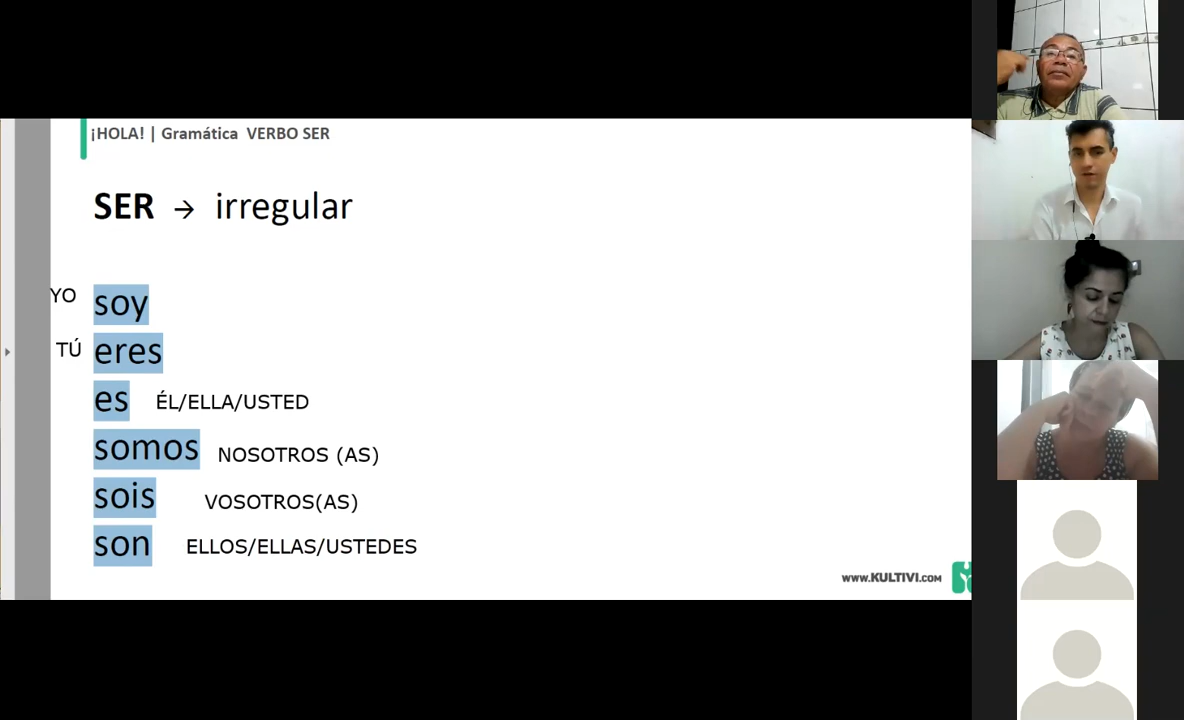 ¡HOLA! | Gramática VERBO SER
SER → irregular
YO soy
TÚ eres
es ÉL/ELLA/USTED
somos NOSOTROS (AS)
sois VOSOTROS(AS)
son ELLOS/ELLAS/USTEDES
www.KULTIVI.COM